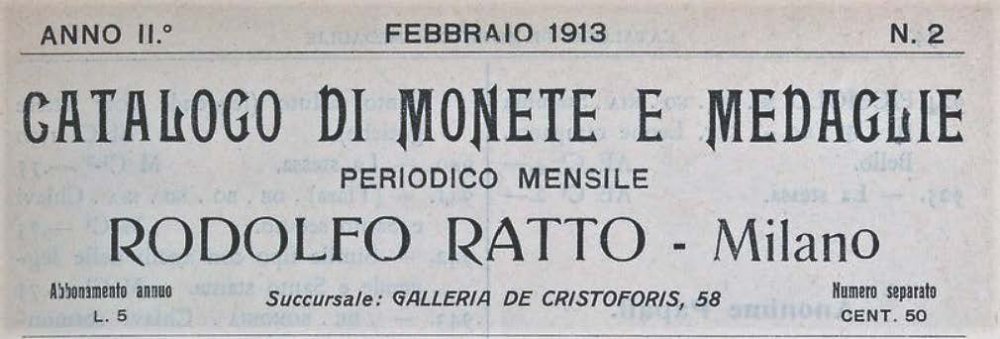 ANNO II.° FEBBRAIO 1913 N. 2
CATALOGO DI MONETE E MEDAGLIE
PERIODICO MENSILE
RODOLFO RATTO - Milano
Abbonamento annuo
L. 5
Succursale: GALLERIA DE CRISTOFORIS, 58
Numero separato
CENT. 50